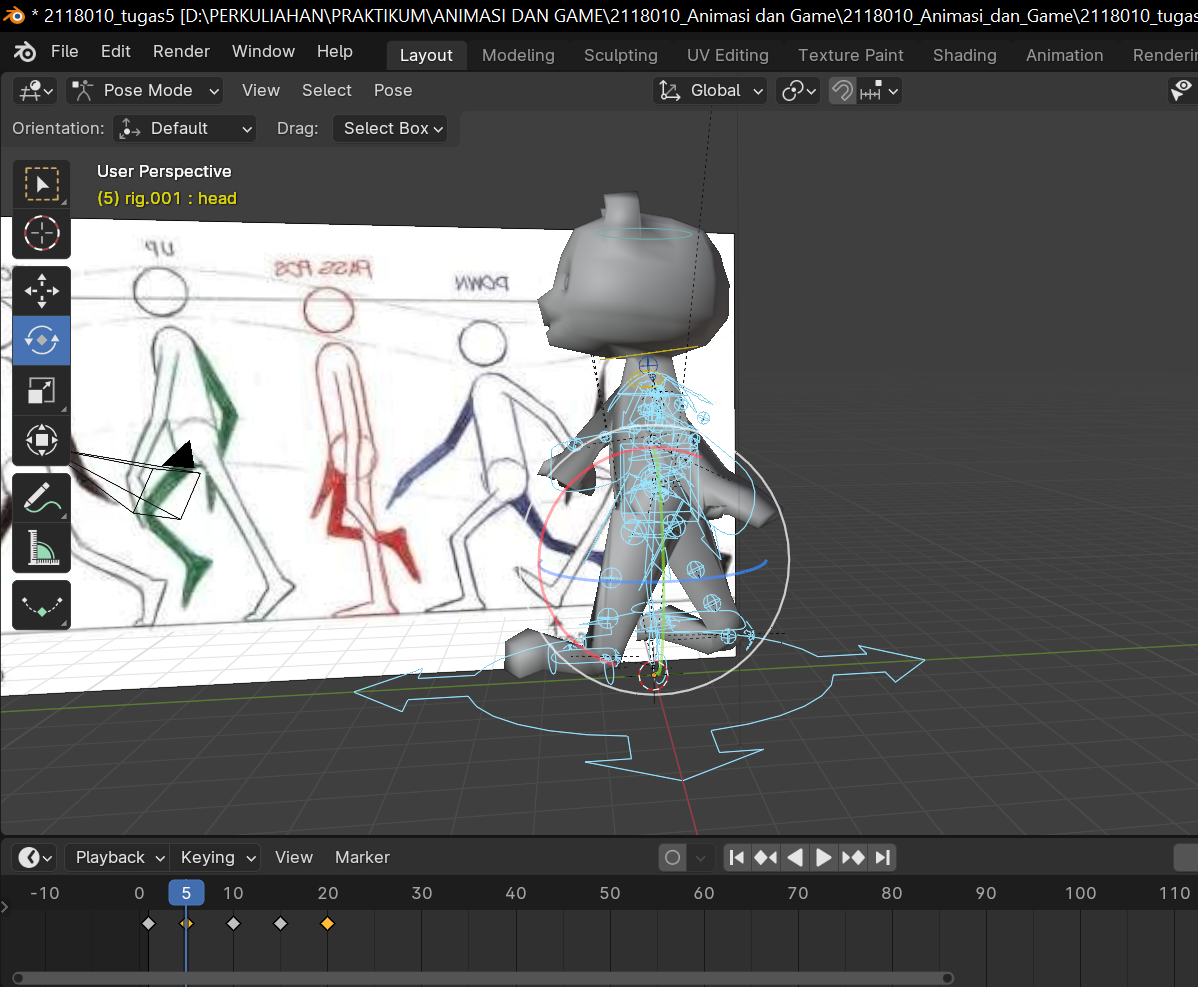 * 2118010_tugas5 [D:\PERKULIAHAN\PRAKTIKUM\ANIMASI DAN GAME\2118010_Animasi dan Game\2118010_Animasi_dan_Game\2118010_tugas
File Edit Render Window Help Layout Modeling Sculpting UV Editing Texture Paint Shading Animation Renderin
Pose Mode View Select Pose Global
Orientation: Default Drag: Select Box
User Perspective
(5) rig.001 : head
UP
PASS POS
DOWN
Playback Keying View Marker
-10 0 5 10 20 30 40 50 60 70 80 90 100 110